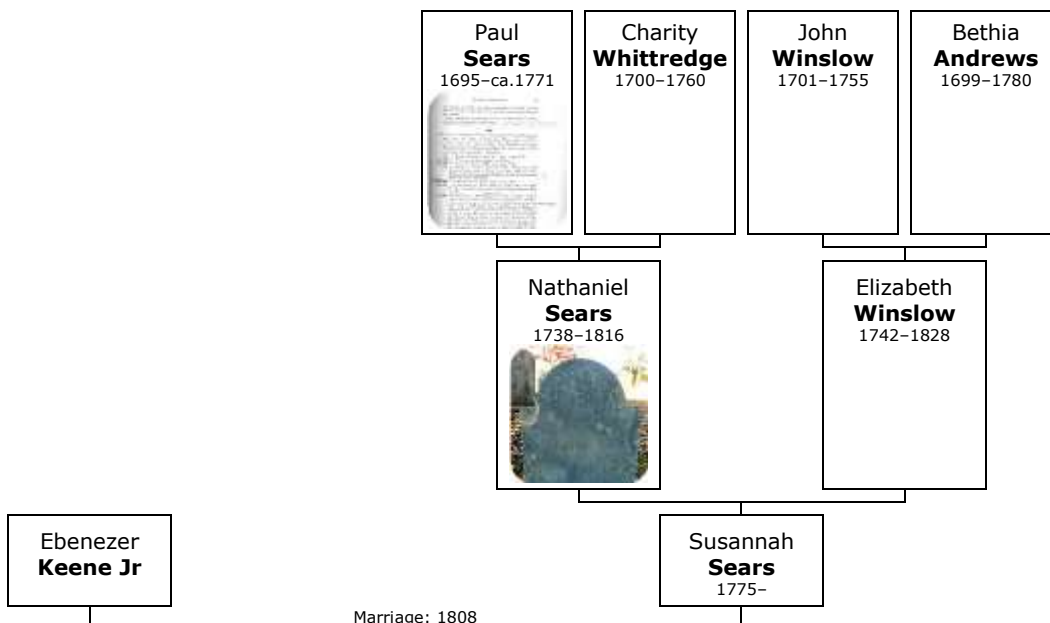 Paul
Sears
1695–ca.1771
Charity
Whittredge
1700–1760
John
Winslow
1701–1755
Bethia
Andrews
1699–1780
Nathaniel
Sears
1738–1816
Elizabeth
Winslow
1742–1828
Ebenezer
Keene Jr
Susannah
Sears
1775–
Marriage: 1808